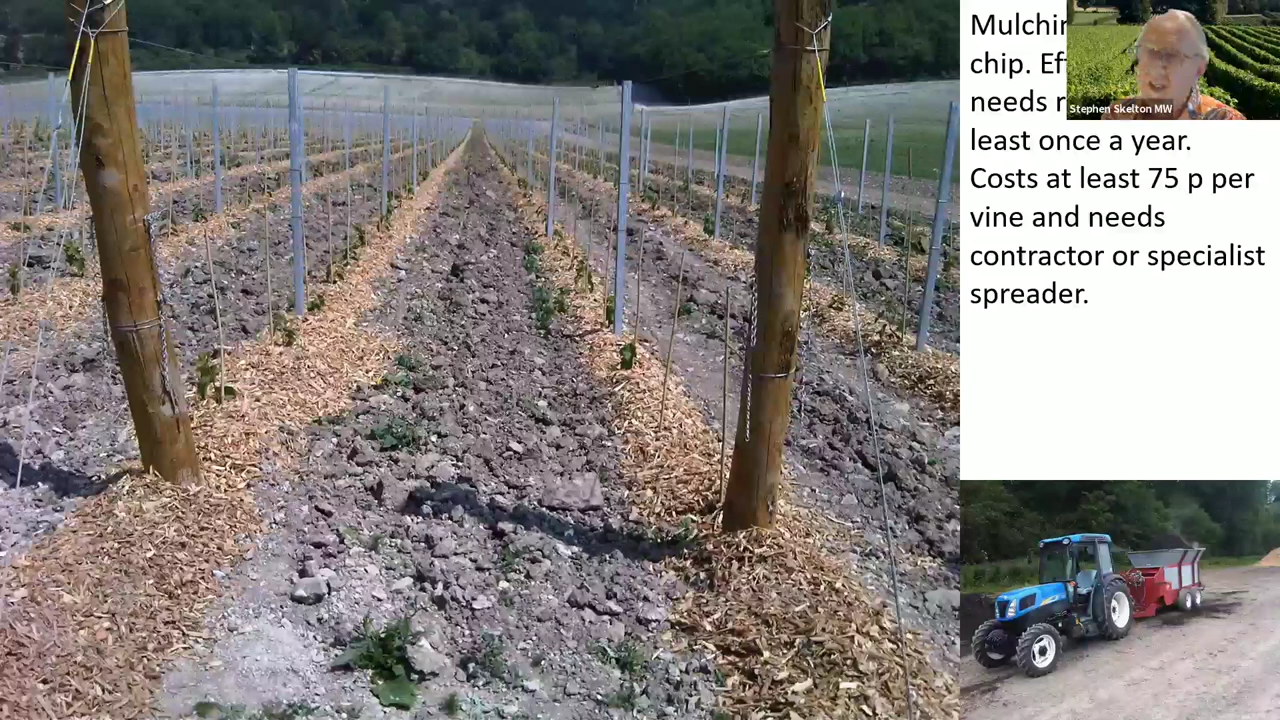 Mulchin
chip. Ef
needs r
least once a year.
Costs at least 75 p per
vine and needs
contractor or specialist
spreader.
Stephen Skelton MW